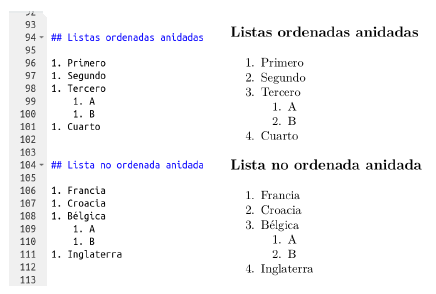 92
93
94 ## Listas ordenadas anidadas
95
96 1. Primero
97 1. Segundo
98 1. Tercero
99 1. A
100 1. B
101 1. Cuarto
102
103
104 ## Lista no ordenada anidada
105
106 1. Francia
107 1. Croacia
108 1. Bélgica
109 1. A
110 1. B
111 1. Inglaterra
112
113
Listas ordenadas anidadas
1. Primero
2. Segundo
3. Tercero
1. A
2. B
4. Cuarto
Lista no ordenada anidada
1. Francia
2. Croacia
3. Bélgica
1. A
2. B
4. Inglaterra